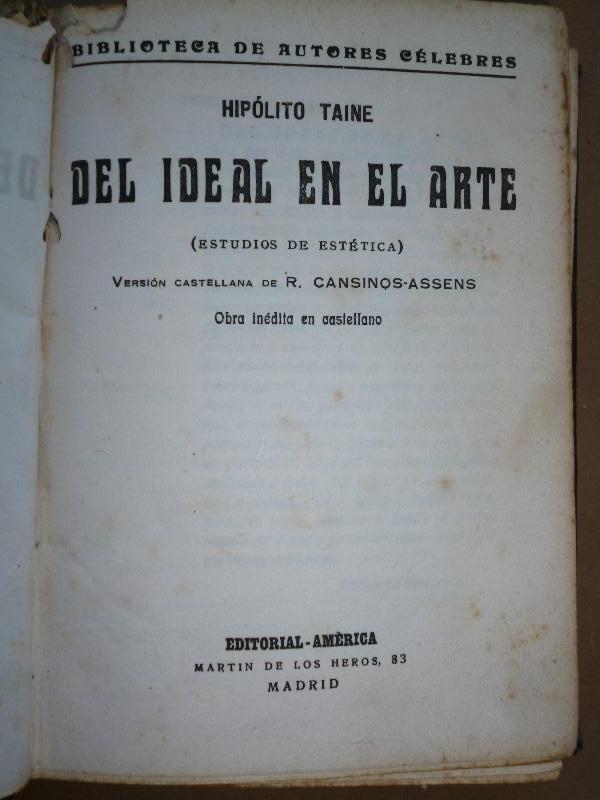 BIBLIOTECA DE AUTORES CÉLEBRES
HIPÓLITO TAINE
DEL IDEAL EN EL ARTE
(ESTUDIOS DE ESTÉTICA)
VERSIÓN CASTELLANA DE R. CANSINOS-ASSENS
Obra inédita en castellano
EDITORIAL-AMÈRICA
MARTIN DE LOS HEROS, 83
MADRID